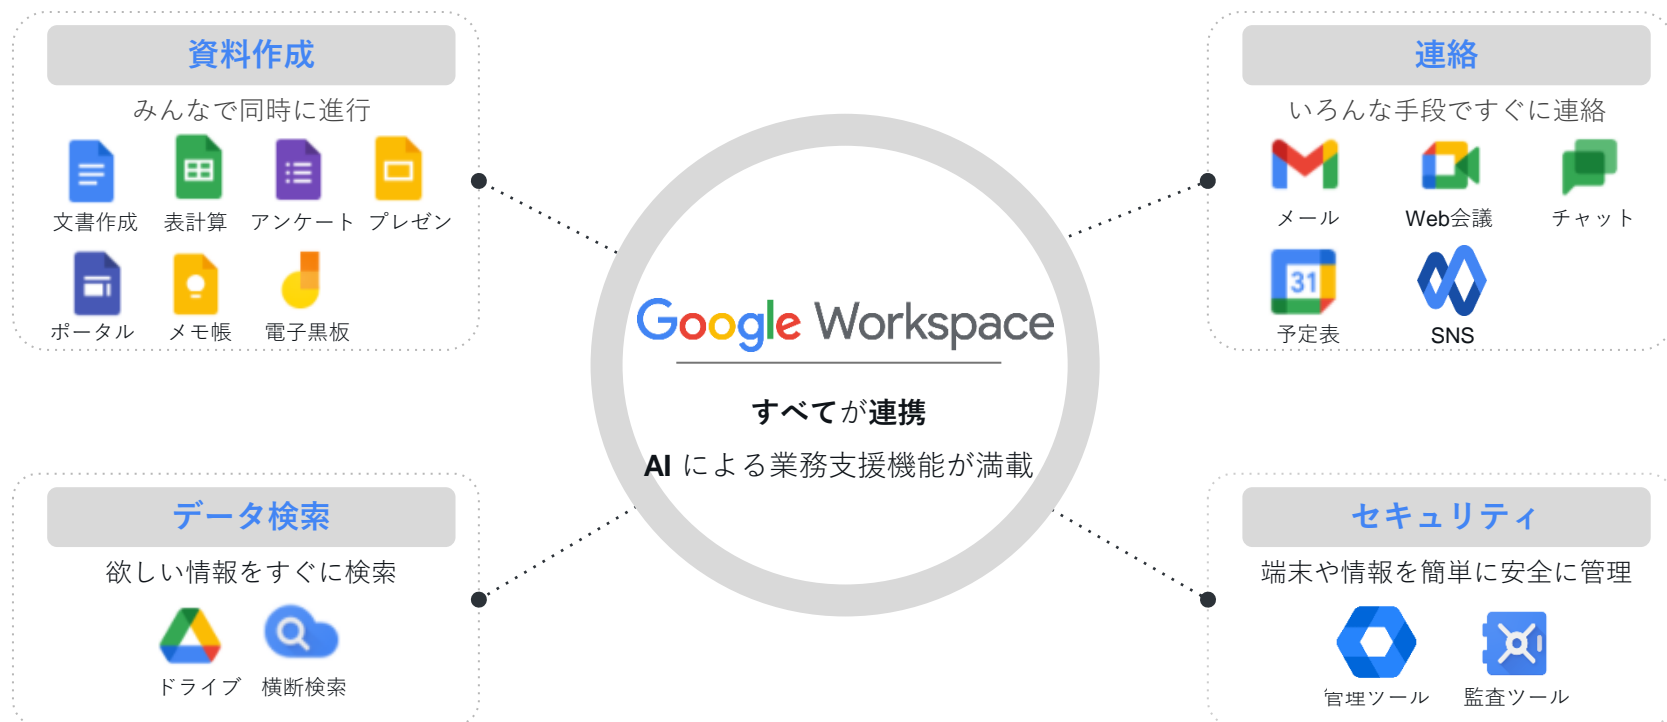 資料作成
みんなで同時に進行
文書作成 表計算 アンケート プレゼン
ポータル メモ帳 電子黒板
連絡
いろんな手段ですぐに連絡
メール Web会議 チャット
31
予定表 SNS
Google Workspace
すべてが連携
AI による業務支援機能が満載
データ検索
欲しい情報をすぐに検索
ドライブ 横断検索
セキュリティ
端末や情報を簡単に安全に管理
管理ツール 監査ツール